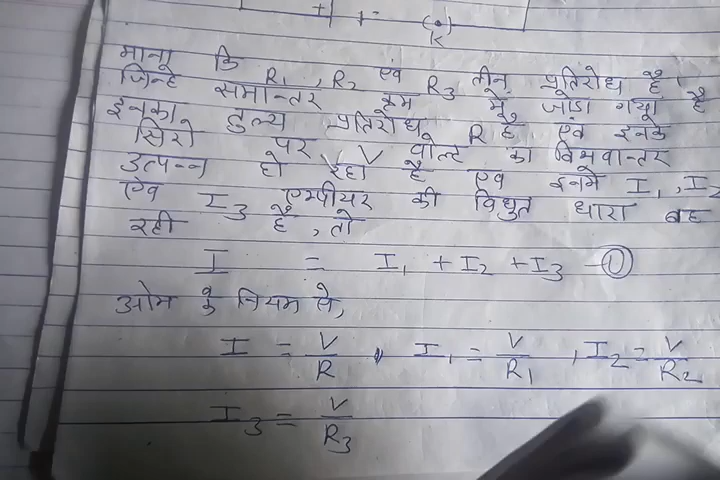 + -
K
मानू कि R1 , R2 एवं R3 तीन प्रतिरोध है।
जिन्हे समान्तर क्रम में जोडा गया है
इनका तुल्य प्रतिरोध R है एवं इनके
सिरो पर V वोल्ट का विभवान्तर
उत्पन्न हो रहा है एवं इनमे I1 , I2
एवं I3 एम्पीयर की विधुत धारा बह
रही है , तो
I = I1 + I2 + I3 - ①
ओम के नियम से,
I = V/R , I1 = V/R1 , I2 = V/R2
I3 = V/R3